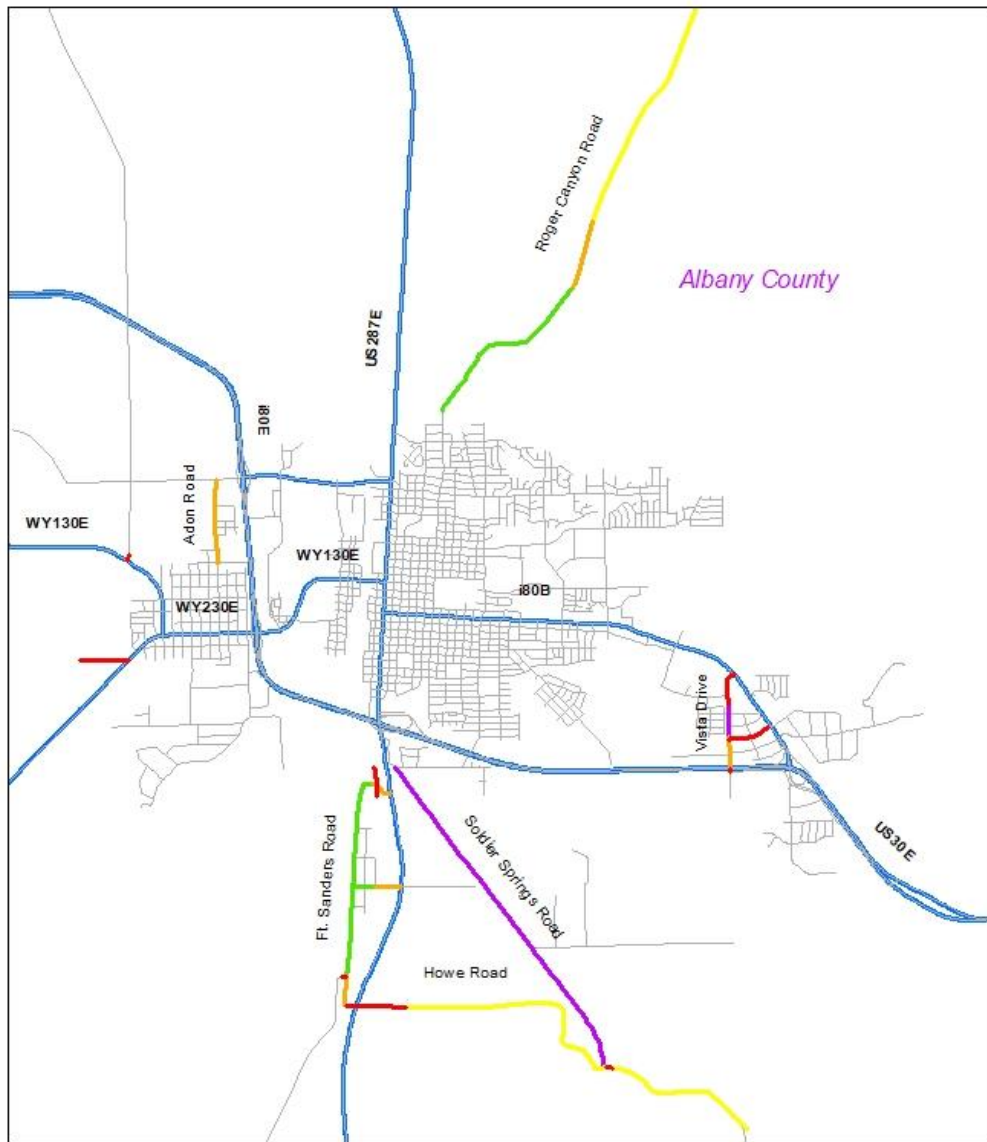 Roger Canyon Road
Albany County
US287E
i80E
Adon Road
WY130E
WY130E
WY230E
i80B
Vista Drive
US30E
Soldier Springs Road
Ft. Sanders Road
Howe Road